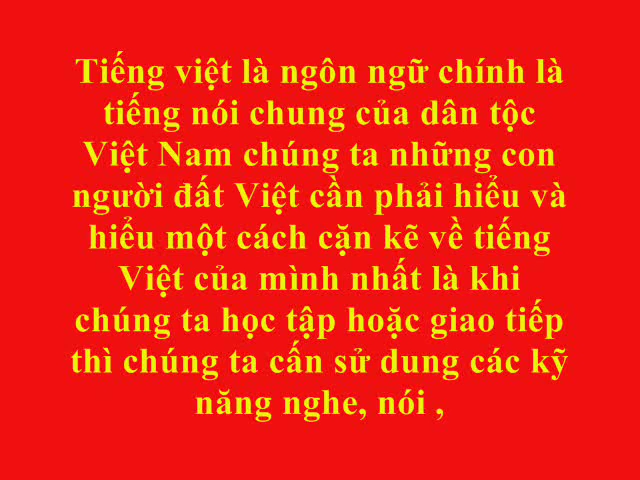 Tiếng việt là ngôn ngữ chính là
tiếng nói chung của dân tộc
Việt Nam chúng ta những con
người đất Việt cần phải hiểu và
hiểu một cách cặn kẽ về tiếng
Việt của mình nhất là khi
chúng ta học tập hoặc giao tiếp
thì chúng ta cấn sử dung các kỹ
năng nghe, nói ,